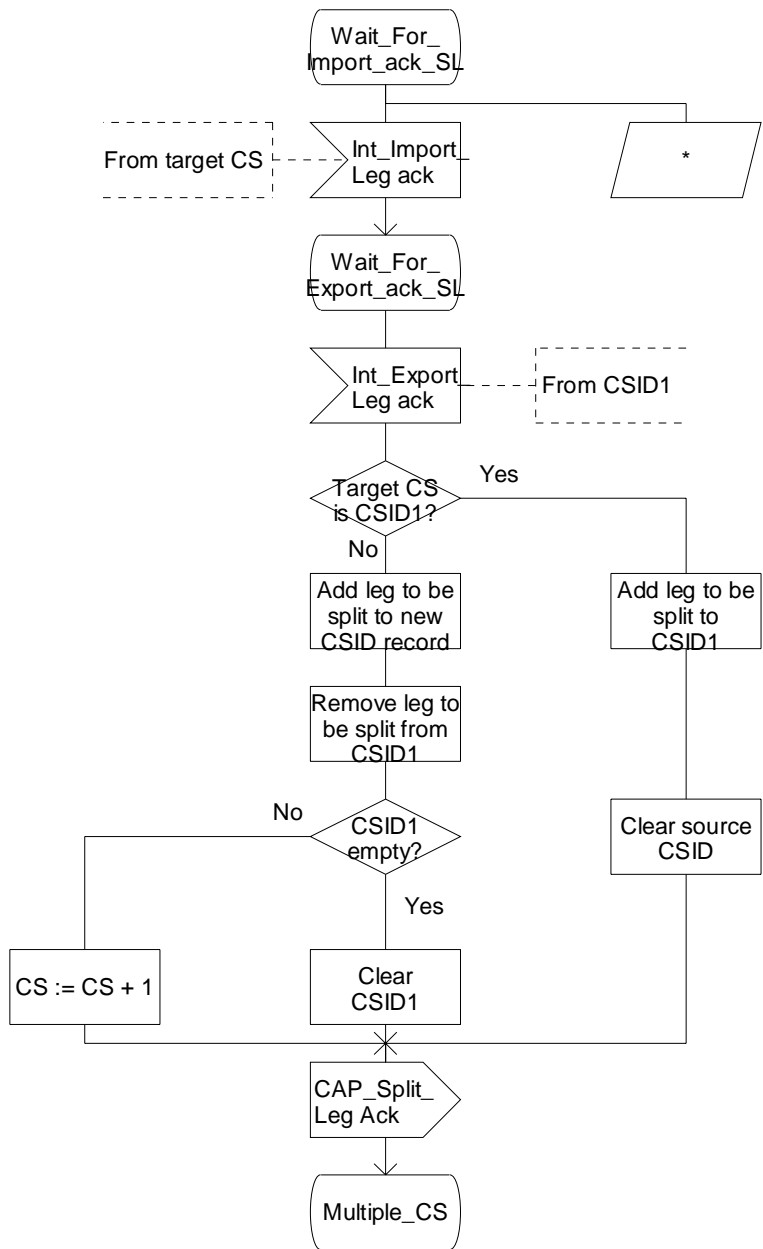 Wait_For_
Import_ack_SL
From target CS
Int_Import_
Leg ack
*
Wait_For_
Export_ack_SL
Int_Export_
Leg ack
From CSID1
Target CS
is CSID1?
Yes
No
Add leg to be
split to new
CSID record
Add leg to be
split to
CSID1
Remove leg to
be split from
CSID1
No
CSID1
empty?
Clear source
CSID
Yes
CS := CS + 1
Clear
CSID1
CAP_Split_
Leg Ack
Multiple_CS